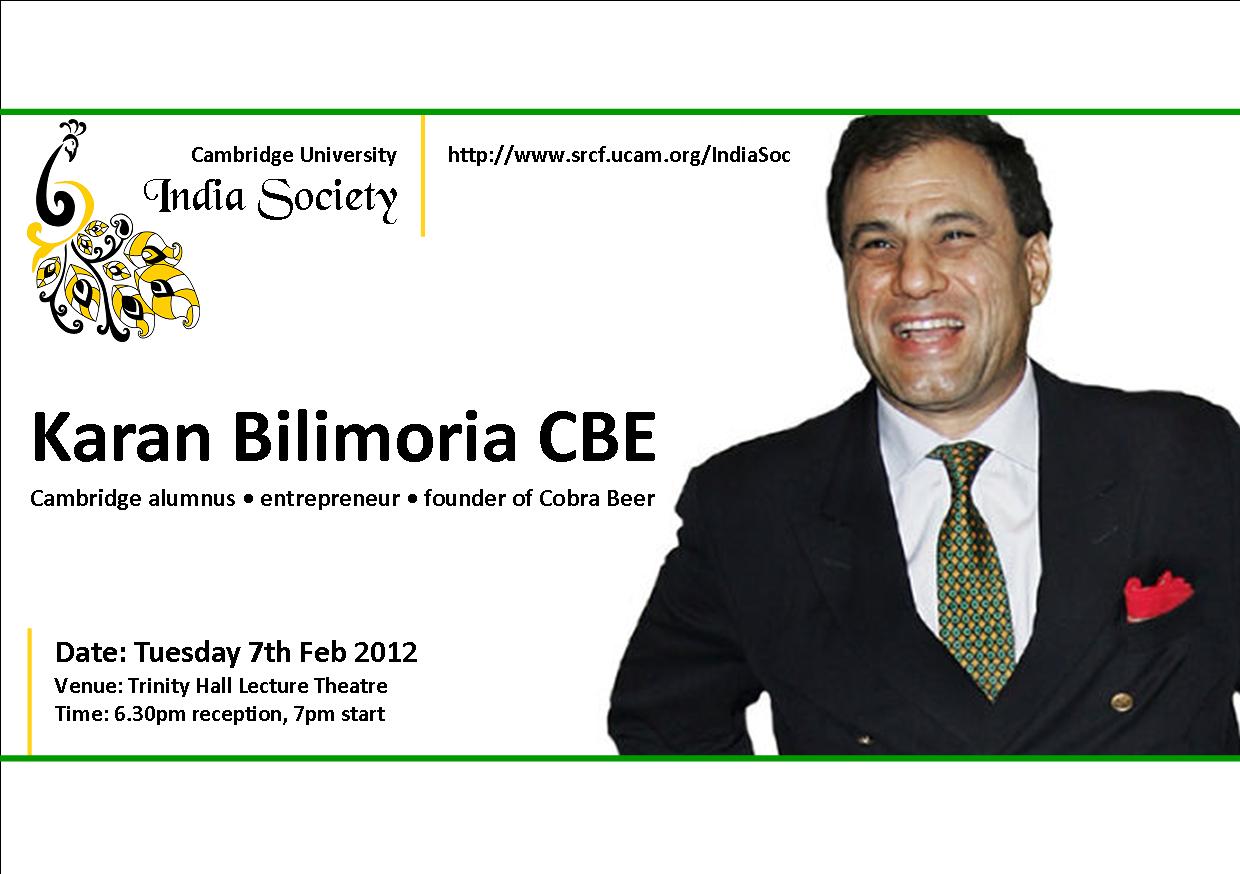 Cambridge University
India Society
http://www.srcf.ucam.org/IndiaSoc
Karan Bilimoria CBE
Cambridge alumnus • entrepreneur • founder of Cobra Beer
Date: Tuesday 7th Feb 2012
Venue: Trinity Hall Lecture Theatre
Time: 6.30pm reception, 7pm start